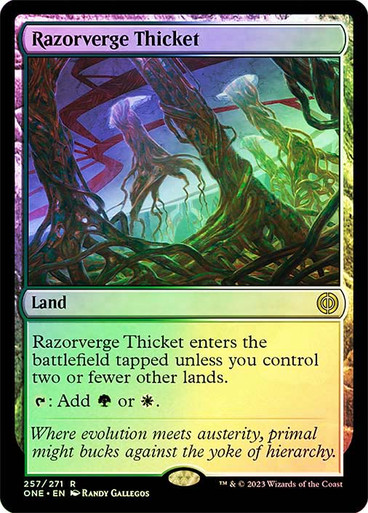 Razorverge Thicket
Land
Razorverge Thicket enters the
battlefield tapped unless you control
two or fewer other lands.
: Add or .
Where evolution meets austerity, primal
might bucks against the yoke of hierarchy.
257/271 R
ONE • EN RANDY GALLEGOS
™ & © 2023 Wizards of the Coast